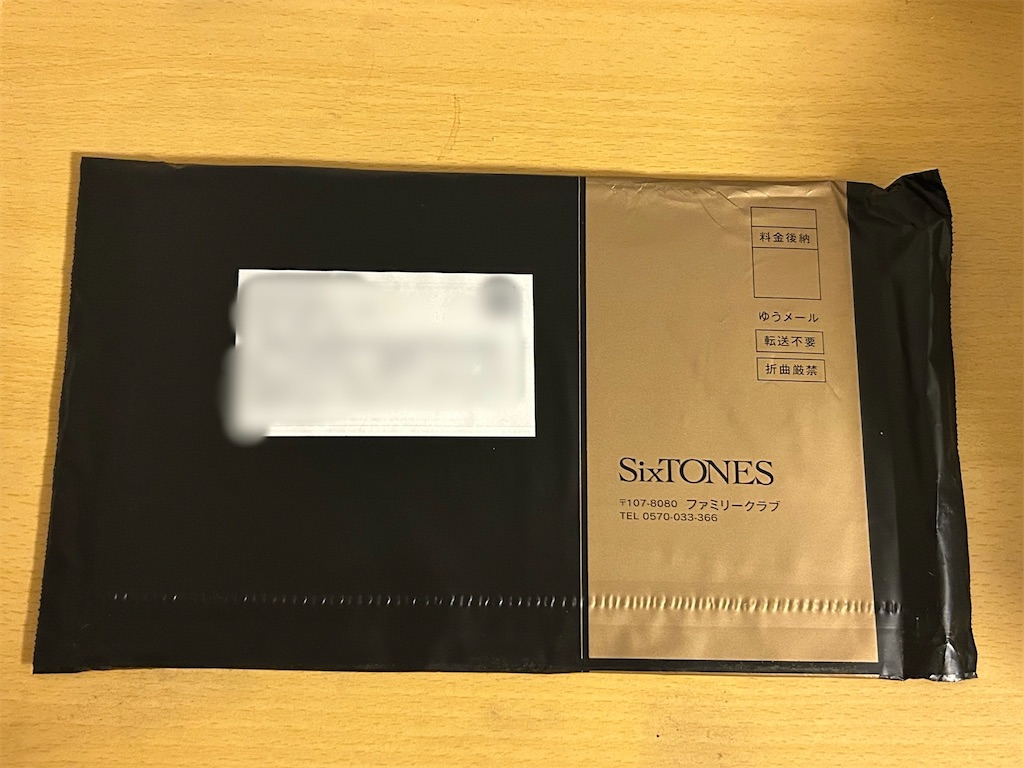 料金後納
ゆうメール
転送不要
折曲厳禁
SixTONES
〒107-8080 ファミリークラブ
TEL 0570-033-366